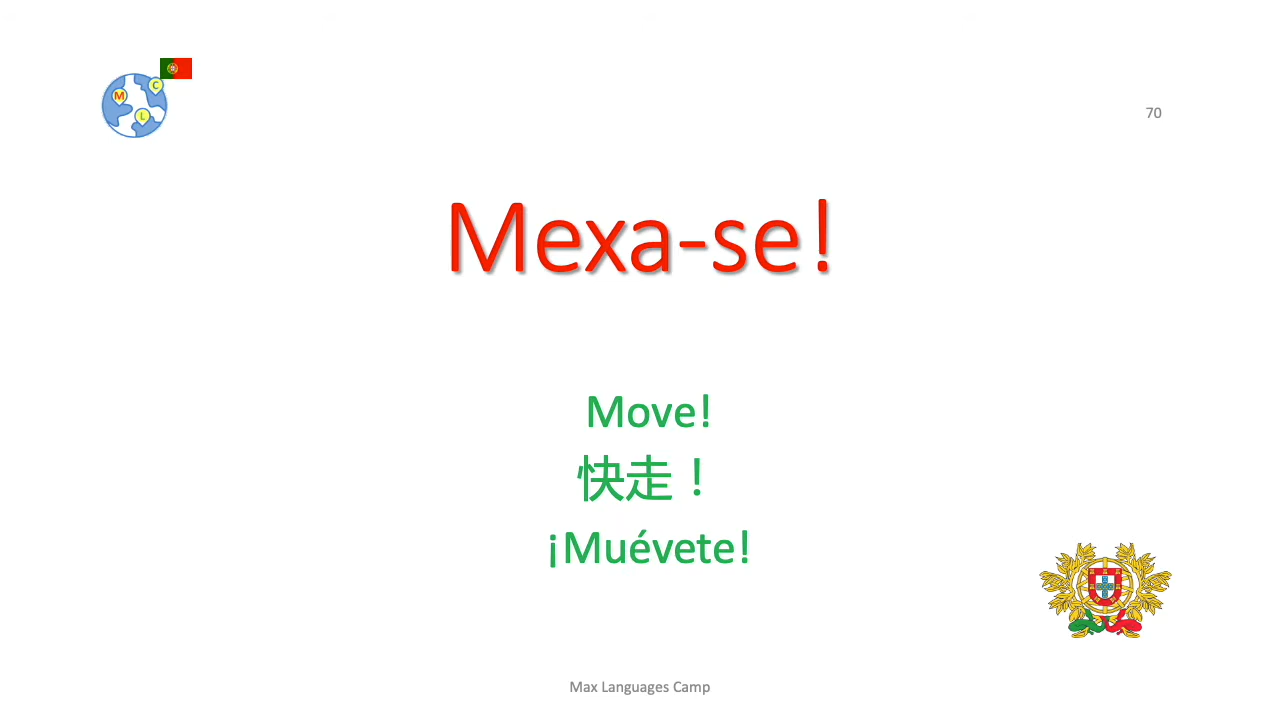 M
C
L
70
Mexa-se!
Move!
快走！
¡Muévete!
Max Languages Camp